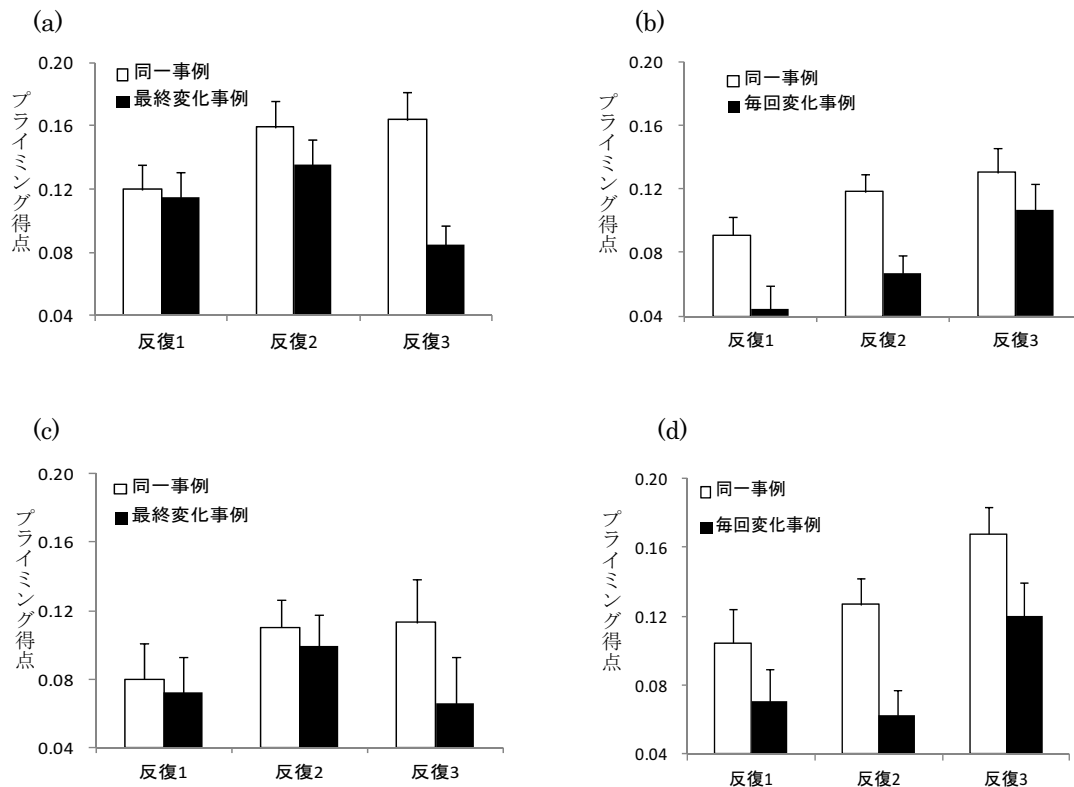 (a)
プライミング得点
0.20
0.16
0.12
0.08
0.04
同一事例
最終変化事例
反復1
反復2
反復3
(b)
プライミング得点
0.20
0.16
0.12
0.08
0.04
同一事例
毎回変化事例
反復1
反復2
反復3
(c)
プライミング得点
0.20
0.16
0.12
0.08
0.04
同一事例
最終変化事例
反復1
反復2
反復3
(d)
プライミング得点
0.20
0.16
0.12
0.08
0.04
同一事例
毎回変化事例
反復1
反復2
反復3